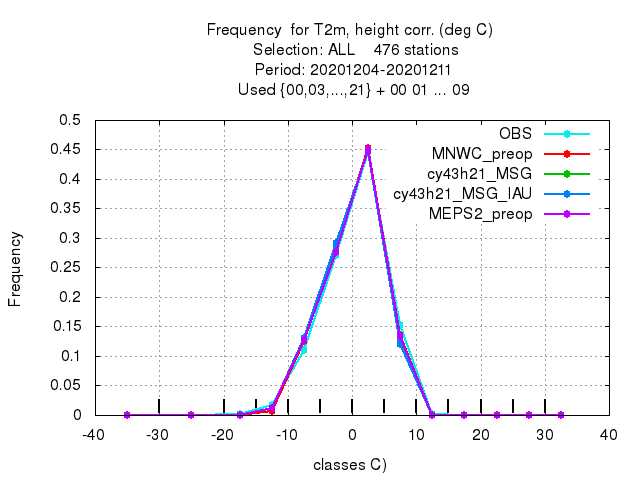 Frequency  for T2m, height corr. (deg C)
Selection: ALL    476 stations
Period: 20201204-20201211
Used {00,03,...,21} + 00 01 ... 09
0.5
0.45
0.4
0.35
0.3
0.25
0.2
0.15
0.1
0.05
0
Frequency
OBS
MNWC_preop
cy43h21_MSG
cy43h21_MSG_IAU
MEPS2_preop
-40 -30 -20 -10 0 10 20 30 40
classes C)